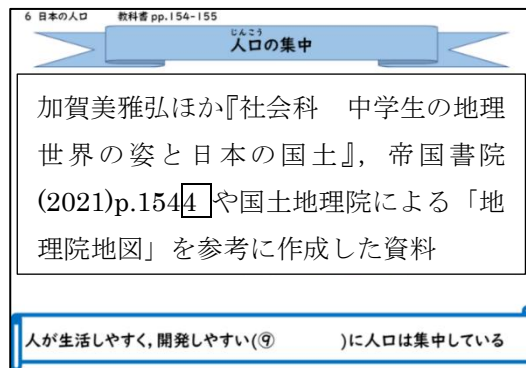 6 日本の人口　教科書 pp.154-155
じんこう
人口の集中
加賀美雅弘ほか『社会科　中学生の地理
世界の姿と日本の国土』，帝国書院
(2021)p.1544や国土地理院による「地
理院地図」を参考に作成した資料
人が生活しやすく，開発しやすい(⑨　　　　)に人口は集中している